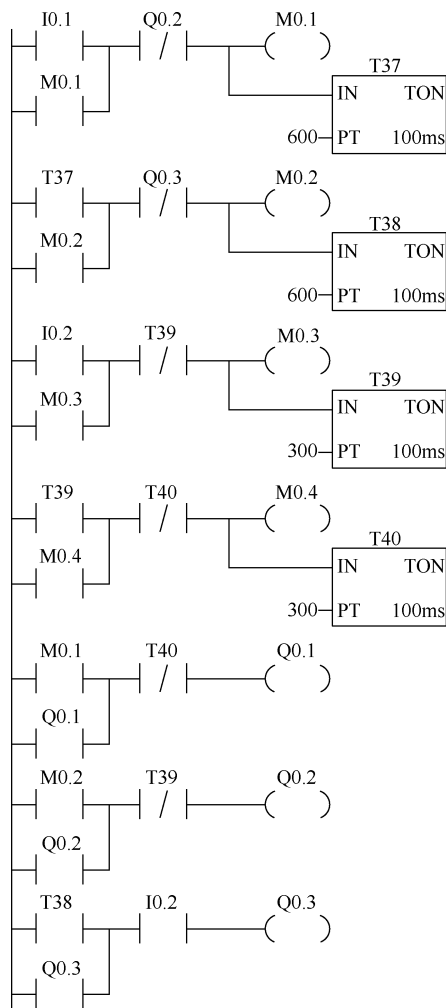 I0.1 Q0.2 M0.1
T37
M0.1 IN TON
600 PT 100ms
T37 Q0.3 M0.2
T38
M0.2 IN TON
600 PT 100ms
I0.2 T39 M0.3
T39
M0.3 IN TON
300 PT 100ms
T39 T40 M0.4
T40
M0.4 IN TON
300 PT 100ms
M0.1 T40 Q0.1
Q0.1
M0.2 T39 Q0.2
Q0.2
T38 I0.2 Q0.3
Q0.3